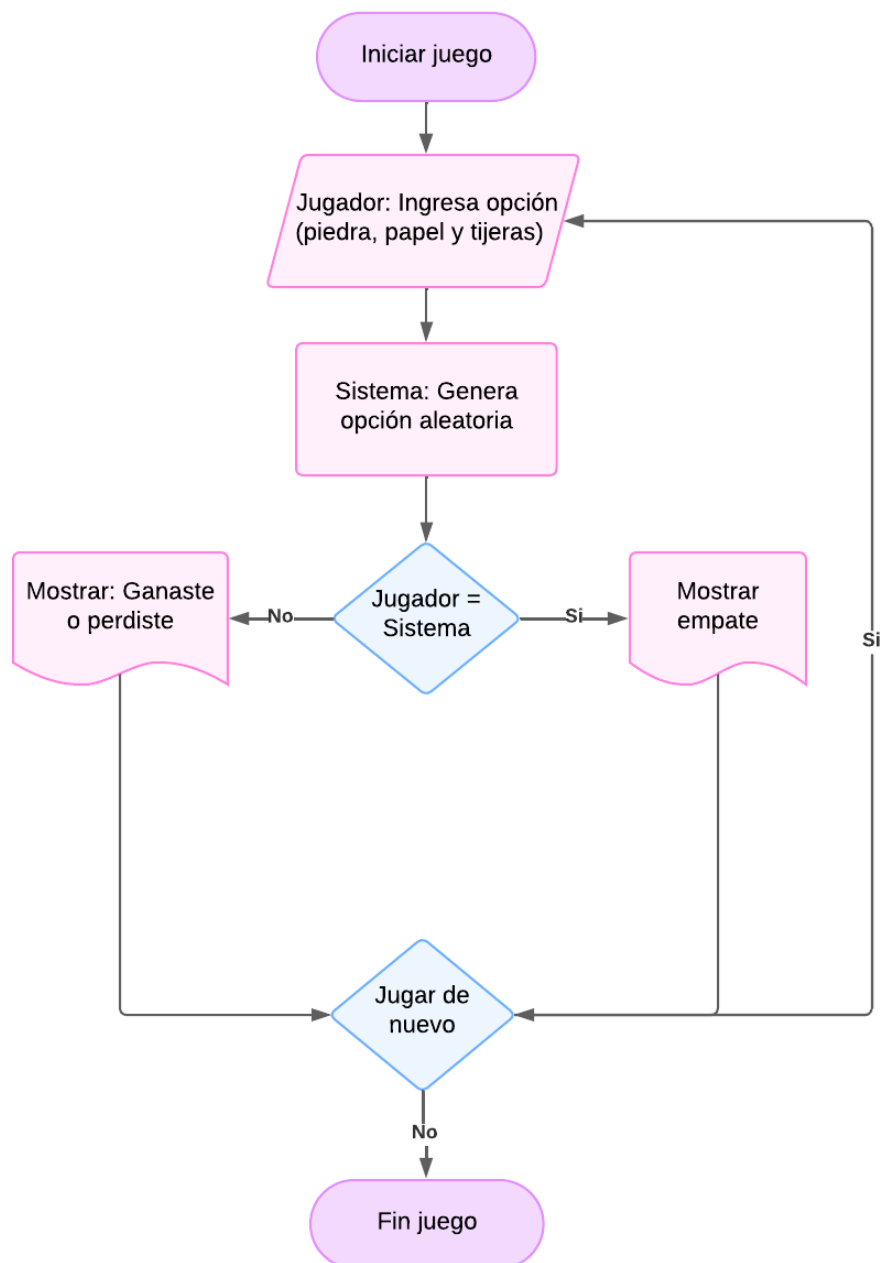 Iniciar juego
Jugador: Ingresa opción
(piedra, papel y tijeras)
Sistema: Genera
opción aleatoria
Mostrar: Ganaste
o perdiste
No
Jugador =
Sistema
Si
Mostrar
empate
Si
Jugar de
nuevo
No
Fin juego